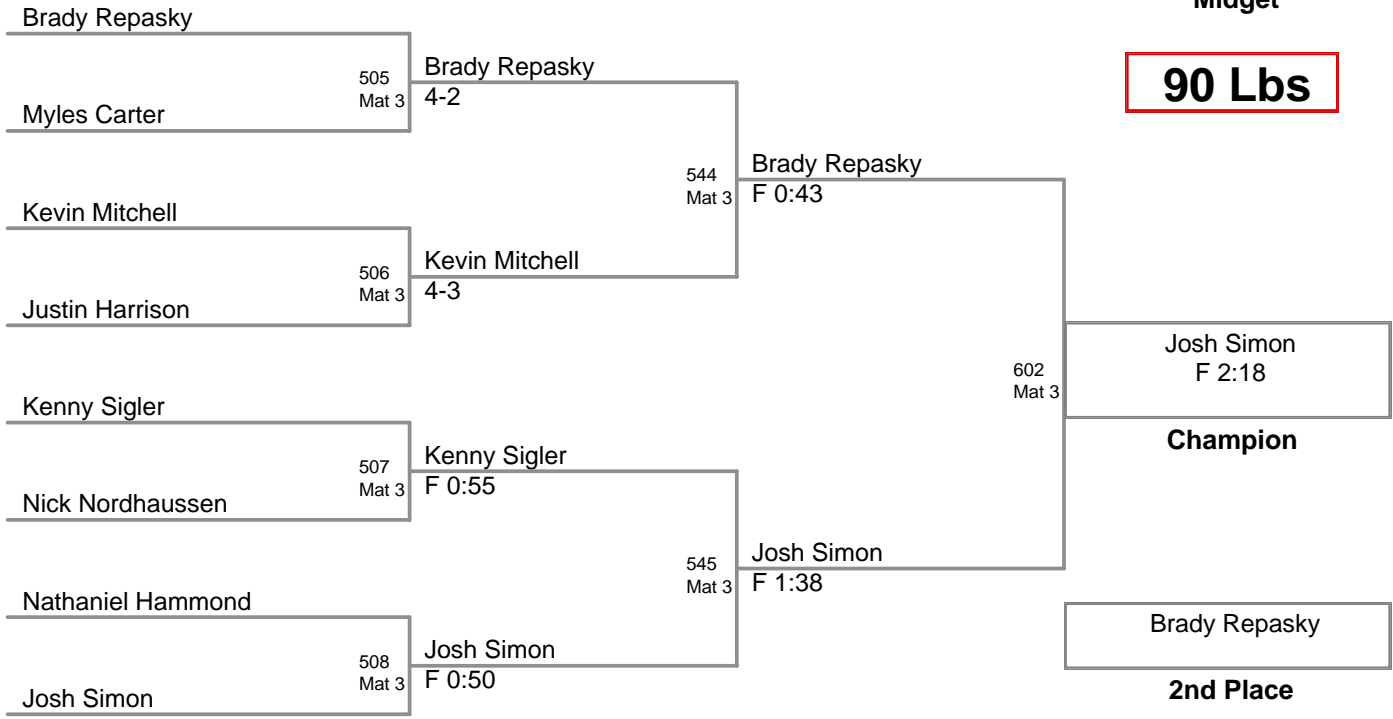 Midget
90 Lbs
Brady Repasky
Myles Carter
Kevin Mitchell
Justin Harrison
Kenny Sigler
Nick Nordhaussen
Nathaniel Hammond
Josh Simon
505
Mat 3
506
Mat 3
507
Mat 3
508
Mat 3
Brady Repasky
4-2
Kevin Mitchell
4-3
Kenny Sigler
F 0:55
Josh Simon
F 0:50
544
Mat 3
545
Mat 3
Brady Repasky
F 0:43
Josh Simon
F 1:38
602
Mat 3
Josh Simon
F 2:18
Champion
Brady Repasky
2nd Place